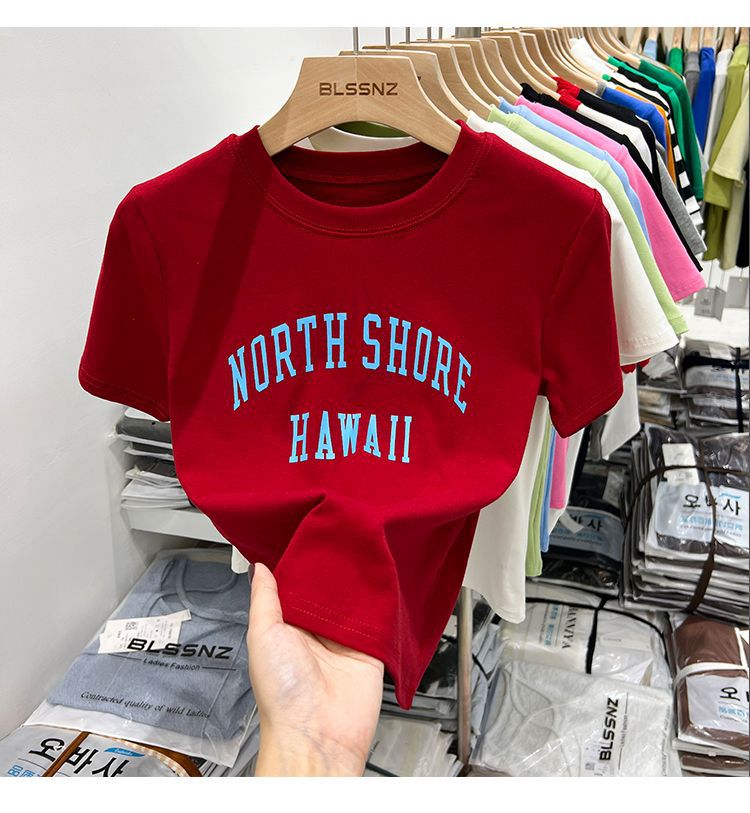 BLSSNZ
NORTH SHORE
HAWAII
오바사
BLSSNZ
Ladies Fashion
Contracted quality of wild Ladies
오바사
BLSSNZ